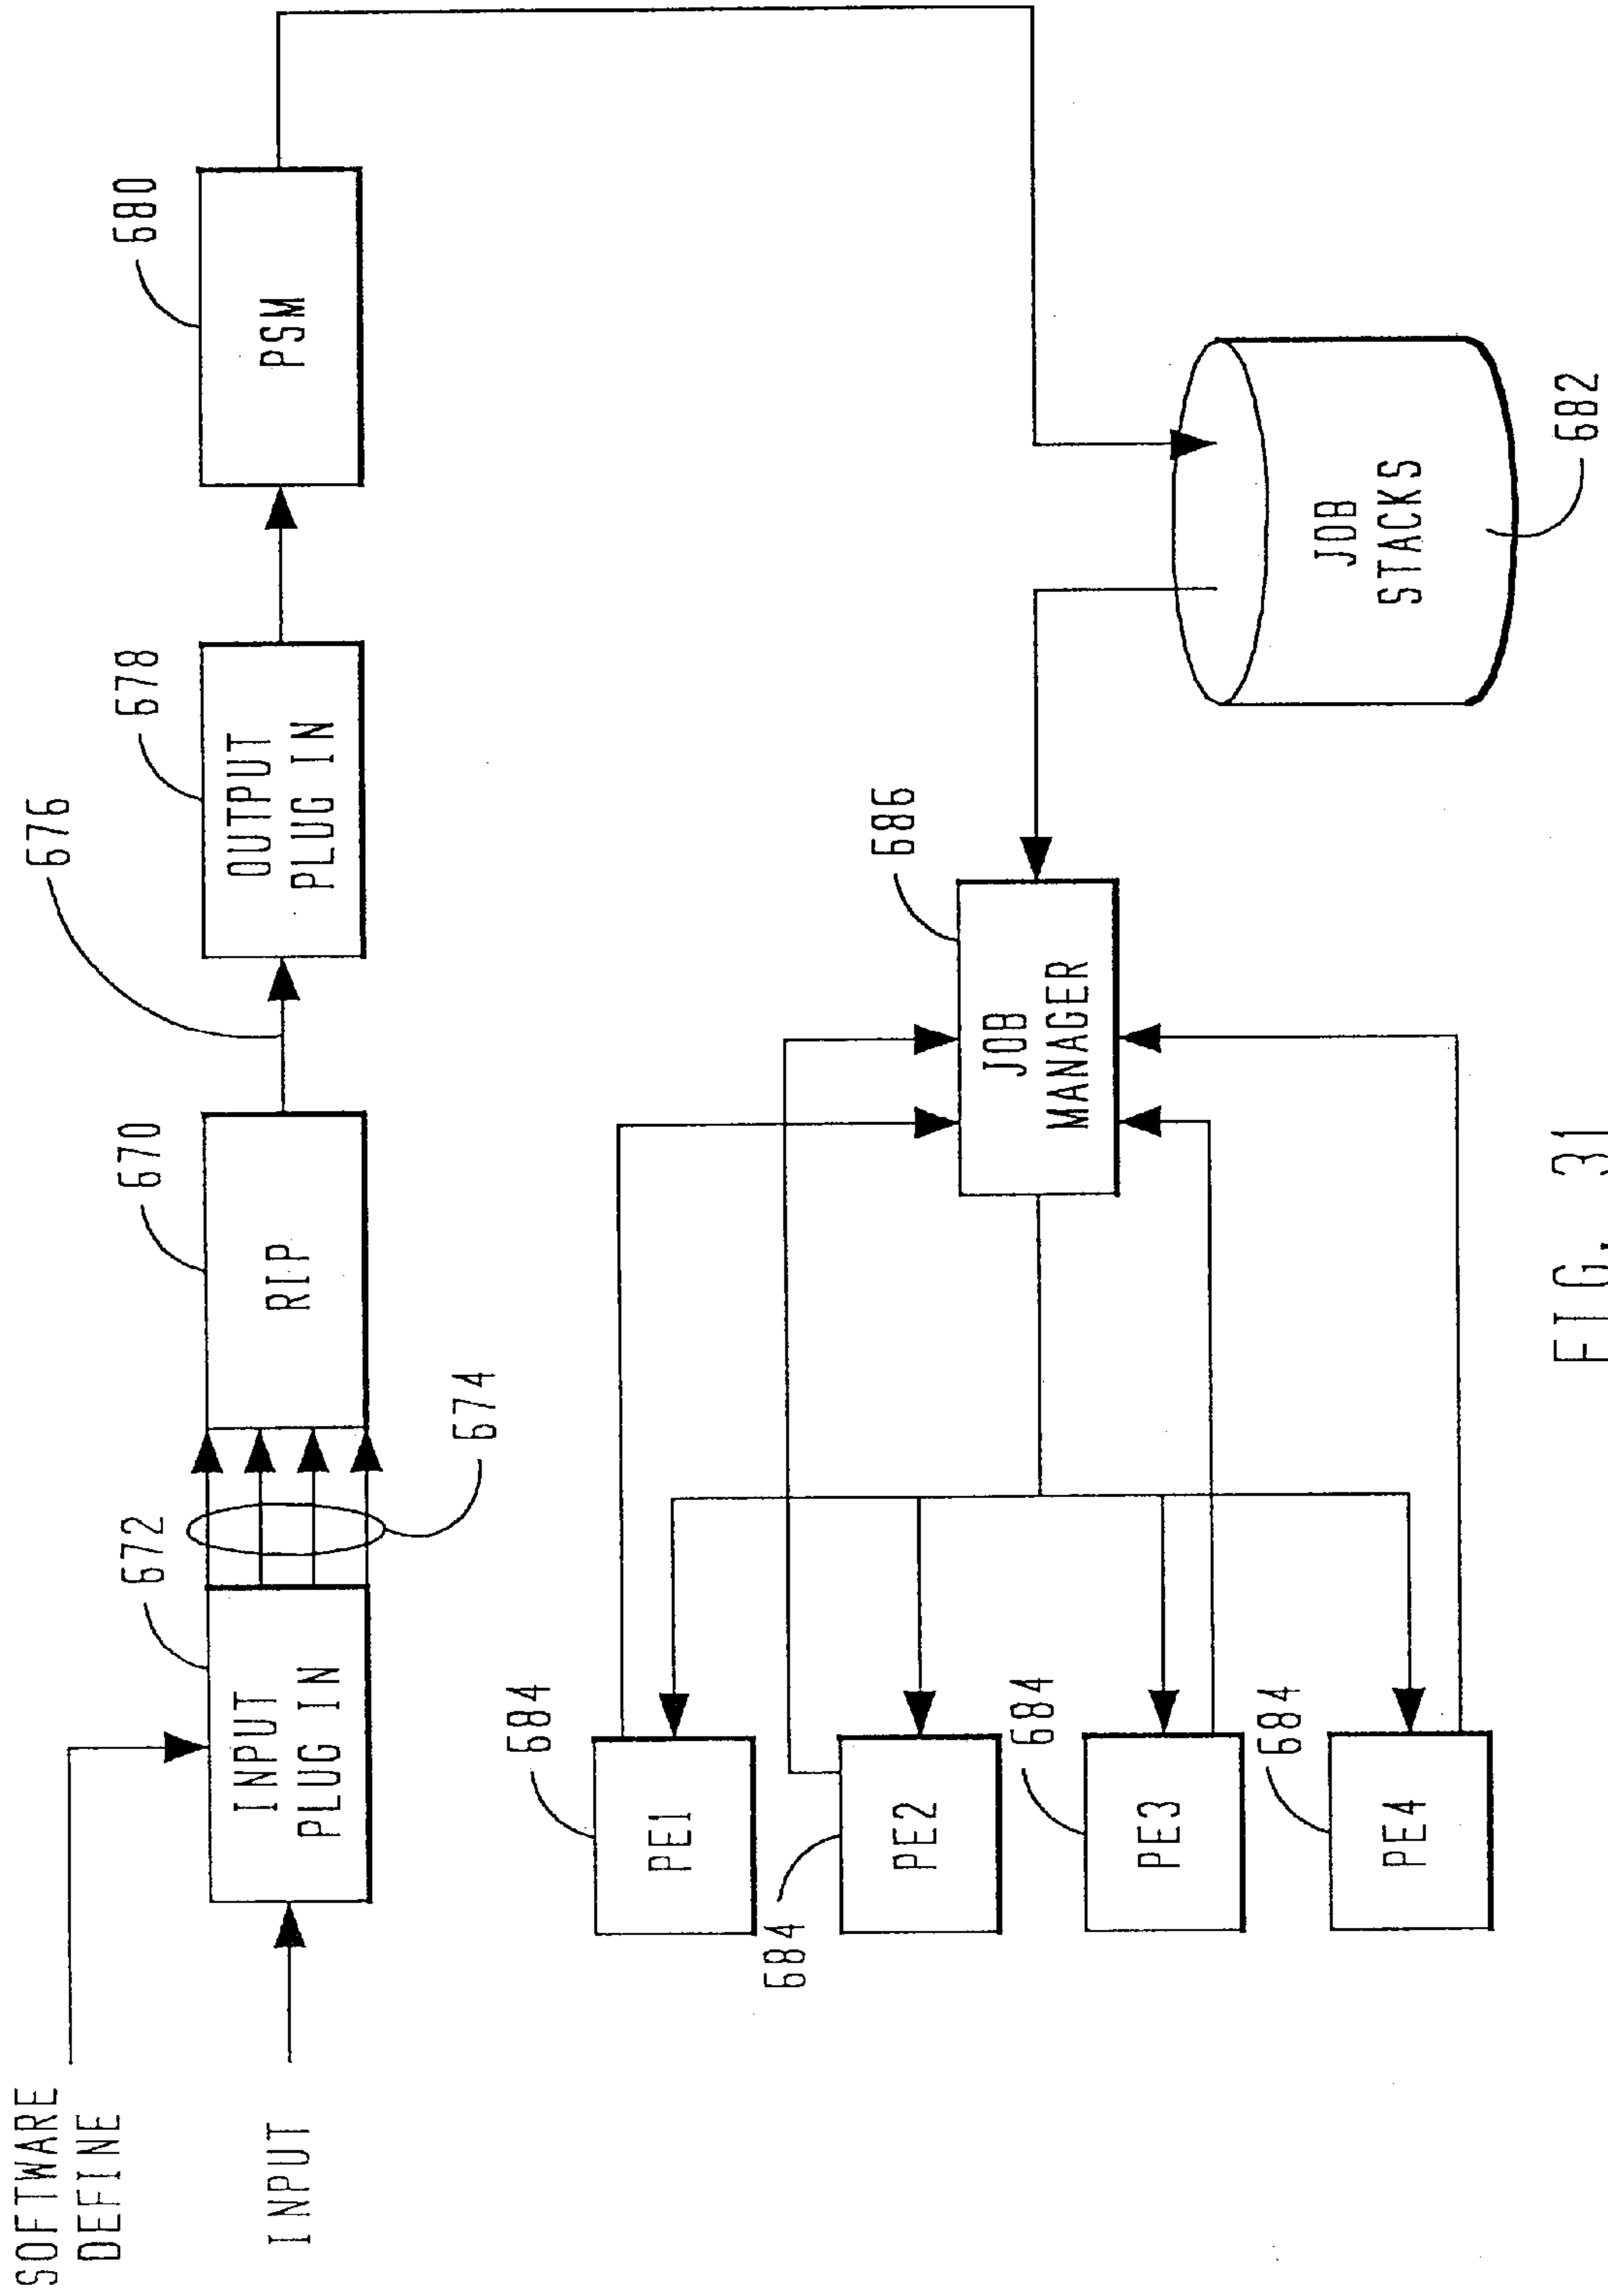 SOFTWARE
DEFINE
INPUT
672
INPUT
PLUG IN
674
670
RIP
676
678
OUTPUT
PLUG IN
680
PSM
684
PE1
684
PE2
684
PE3
684
PE4
686
JOB
MANAGER
JOB
STACKS
682
FIG. 31